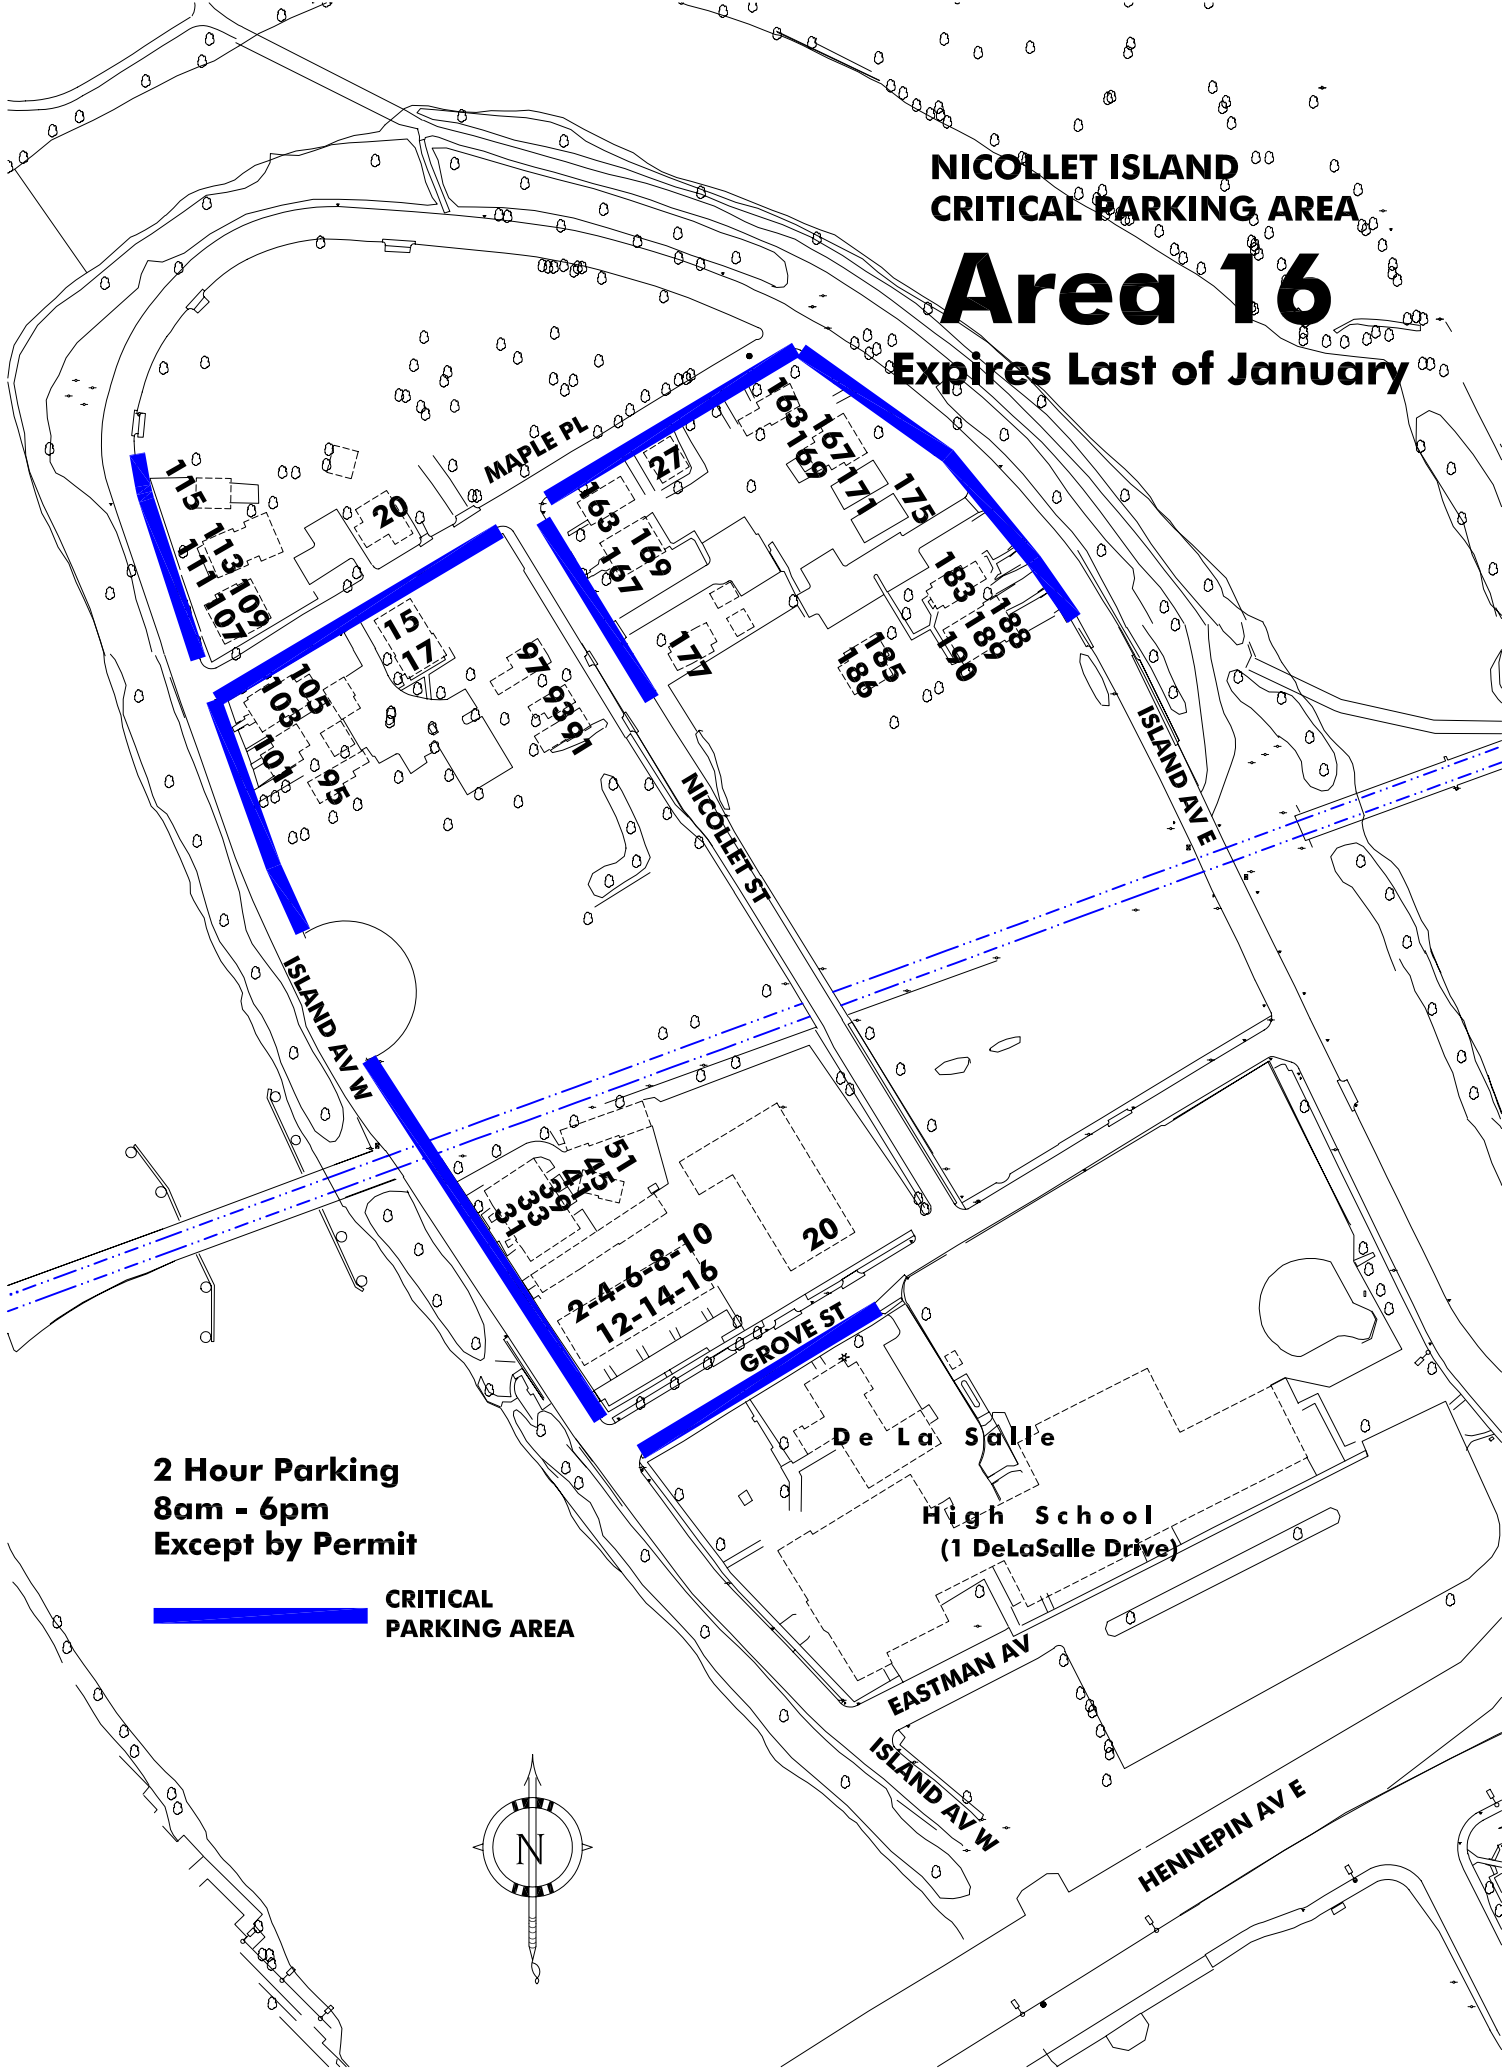 NICOLLET ISLAND
CRITICAL PARKING AREA
Area 16
Expires Last of January
MAPLE PL
163
167
169
171
175
27
163
169
167
177
183
188
189
190
185
186
115
113
111
109
107
20
15
17
97
93
91
105
103
101
95
NICOLLET ST
ISLAND AV E
ISLAND AV W
51
45
41
39
33
31
2-4-6-8-10
12-14-16
20
GROVE ST
De La Salle
High School
(1 DeLaSalle Drive)
2 Hour Parking
8am - 6pm
Except by Permit
CRITICAL
PARKING AREA
EASTMAN AV
ISLAND AV W
HENNEPIN AV E
N